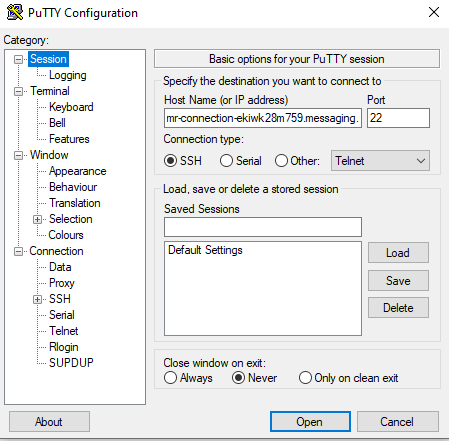 PuTTY Configuration
Category:
Session
Logging
Terminal
Keyboard
Bell
Features
Window
Appearance
Behaviour
Translation
Selection
Colours
Connection
Data
Proxy
SSH
Serial
Telnet
Rlogin
SUPDUP
Basic options for your PuTTY session
Specify the destination you want to connect to
Host Name (or IP address) Port
mr-connection-ekiwk28m759.messaging. 22
Connection type:
SSH Serial Other: Telnet
Load, save or delete a stored session
Saved Sessions
Default Settings
Load
Save
Delete
Close window on exit:
Always Never Only on clean exit
About Open Cancel